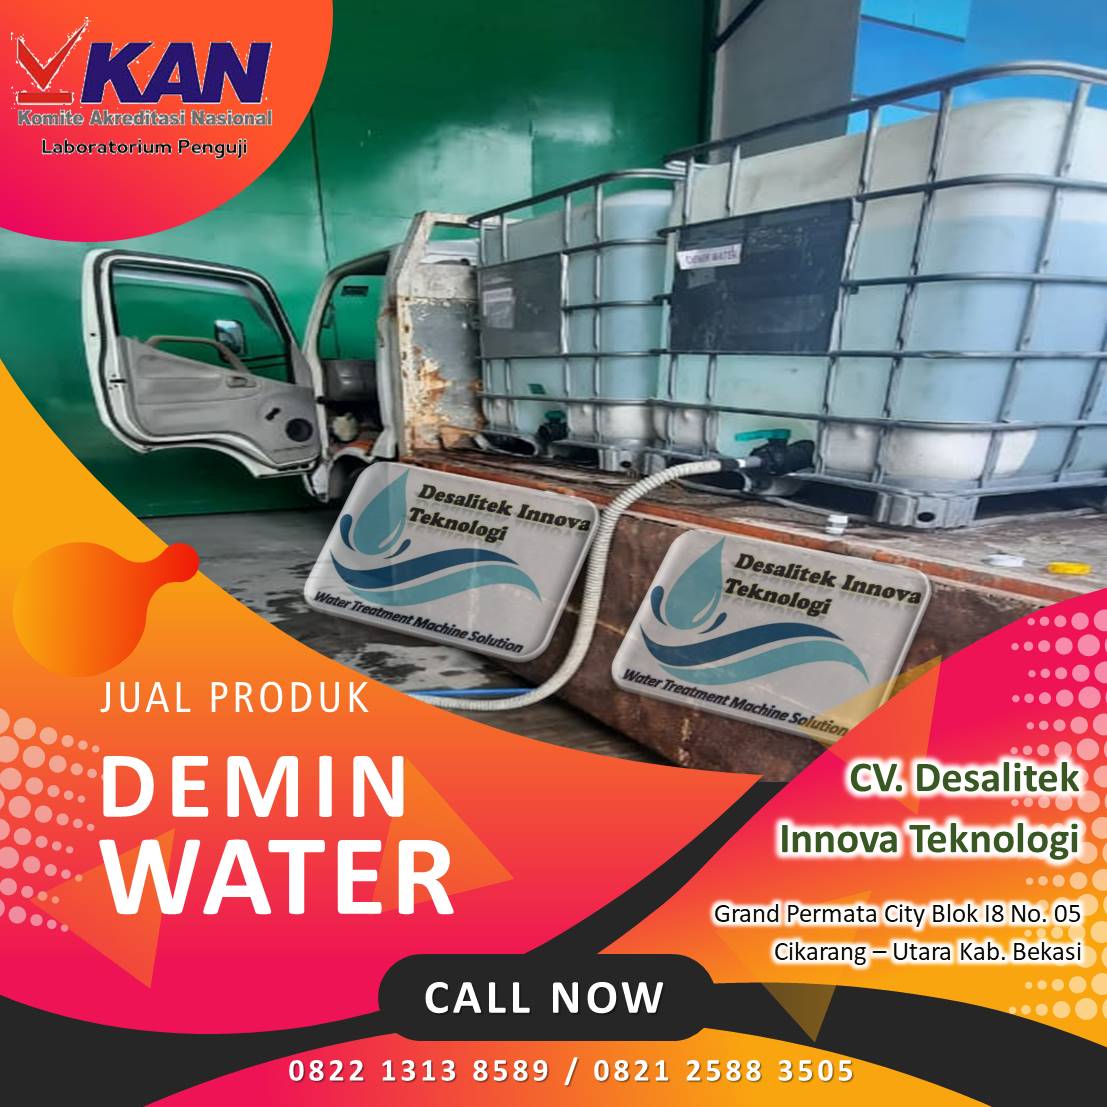 KAN
Komite Akreditasi Nasional
Laboratorium Penguji
DEMIN WATER
Desalitek Innova
Teknologi
Water Treatment Machine Solution
Desalitek Innova
Teknologi
Water Treatment Machine Solution
JUAL PRODUK
DEMIN
WATER
CV. Desalitek
Innova Teknologi
Grand Permata City Blok I8 No. 05
Cikarang – Utara Kab. Bekasi
CALL NOW
0822 1313 8589 / 0821 2588 3505